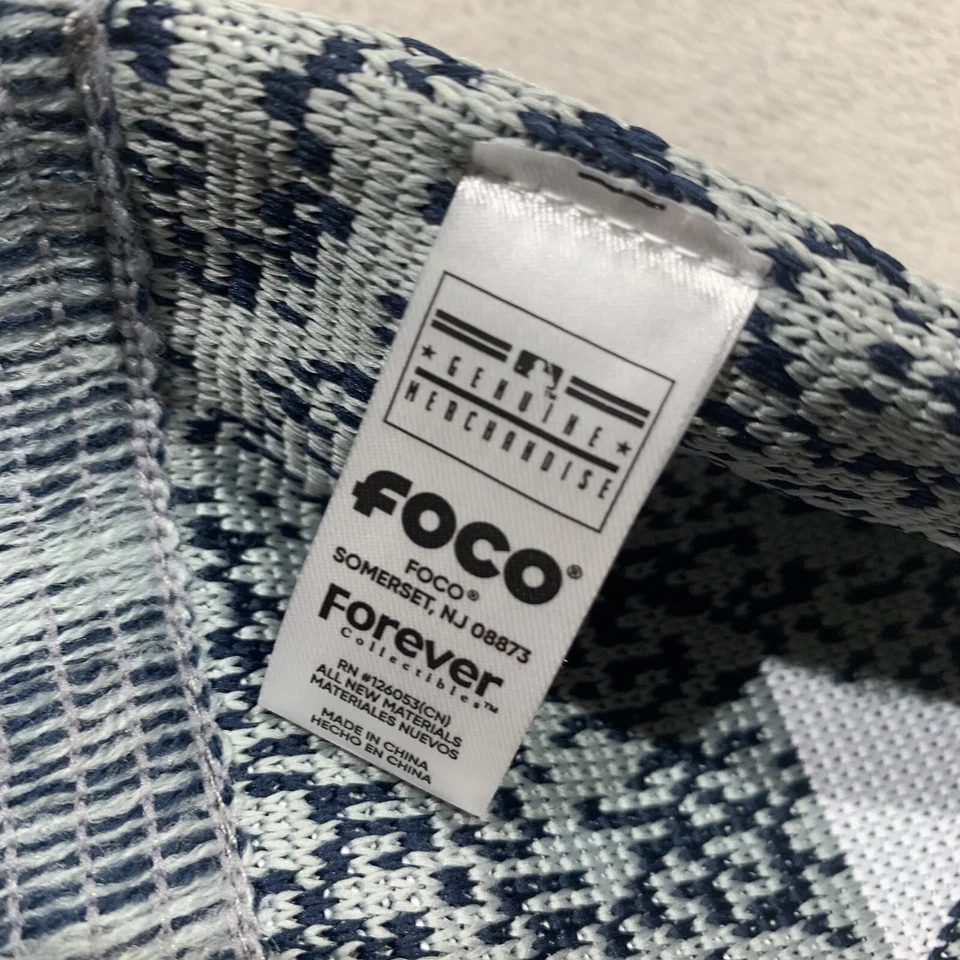 GENUINE
MERCHANDISE
FOCO®
FOCO®
SOMERSET, NJ 08873
Forever
Collectibles™
RN #126053(CN)
ALL NEW MATERIALS
MATERIALES NUEVOS
MADE IN CHINA
HECHO EN CHINA